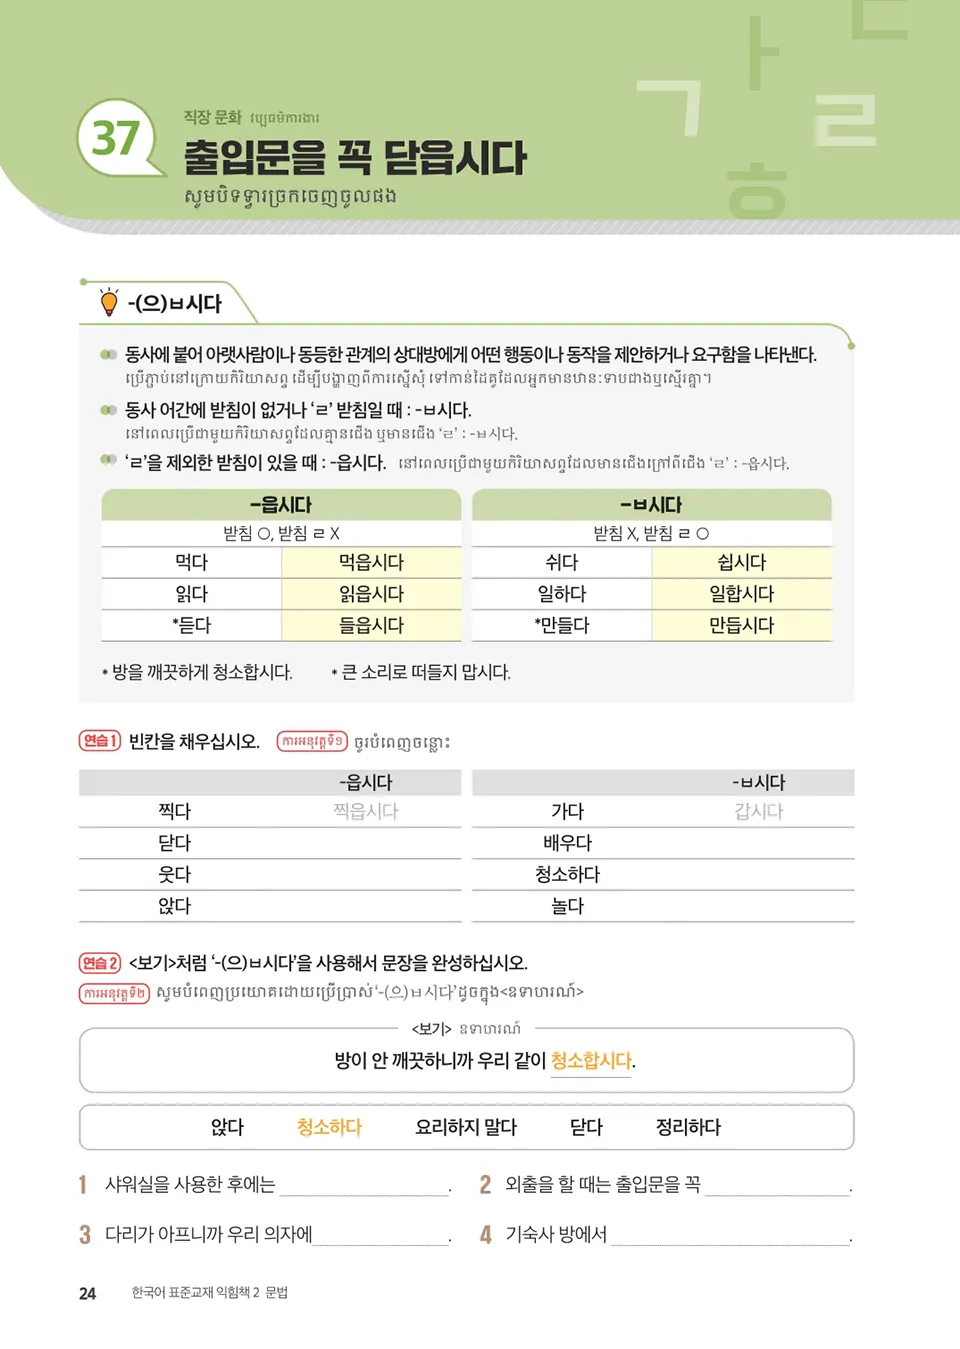 37
직장 문화 វប្បធម៌ការងារ
출입문을 꼭 닫읍시다
សូមបិទទ្វារច្រកចេញចូលផង
-(으)ㅂ시다
동사에 붙어 아랫사람이나 동등한 관계의 상대방에게 어떤 행동이나 동작을 제안하거나 요구함을 나타낸다.
ប្រើភ្ជាប់នៅក្រោយកិរិយាសព្ទ ដើម្បីបង្ហាញពីការស្នើសុំ ទៅកាន់ដៃគូដែលអ្នកមានឋានៈទាបជាងឬស្មើរគ្នា។
동사 어간에 받침이 없거나 ‘ㄹ’ 받침일 때 : -ㅂ시다.
នៅពេលប្រើជាមួយកិរិយាសព្ទដែលគ្មានជើង ឬមានជើង ‘ㄹ’ : -ㅂ시다.
‘ㄹ’을 제외한 받침이 있을 때 : -읍시다. នៅពេលប្រើជាមួយកិរិយាសព្ទដែលមានជើងក្រៅពីជើង ‘ㄹ’ : -읍시다.
-읍시다 -ㅂ시다
받침 ○, 받침 ㄹ X 받침 X, 받침 ㄹ ○
먹다 먹읍시다 쉬다 쉽시다
읽다 읽읍시다 일하다 일합시다
*듣다 들읍시다 *만들다 만듭시다
* 방을 깨끗하게 청소합시다. * 큰 소리로 떠들지 맙시다.
연습 1 빈칸을 채우십시오. ការអនុវត្តទី១ ចូរបំពេញចន្លោះ
-읍시다 -ㅂ시다
찍다 찍읍시다 가다 갑시다
닫다 배우다
웃다 청소하다
앉다 놀다
연습 2 <보기>처럼 ‘-(으)ㅂ시다’을 사용해서 문장을 완성하십시오.
ការអនុវត្តទី២ សូមបំពេញប្រយោគដោយប្រើប្រាស់ ‘-(으)ㅂ시다’ដូចក្នុង<ឧទាហរណ៍>
<보기> ឧទាហរណ៍
방이 안 깨끗하니까 우리 같이 청소합시다.
앉다 청소하다 요리하지 말다 닫다 정리하다
1 샤워실을 사용한 후에는 . 2 외출을 할 때는 출입문을 꼭 .
3 다리가 아프니까 우리 의자에 . 4 기숙사 방에서 .
24 한국어 표준교재 익힘책 2 문법